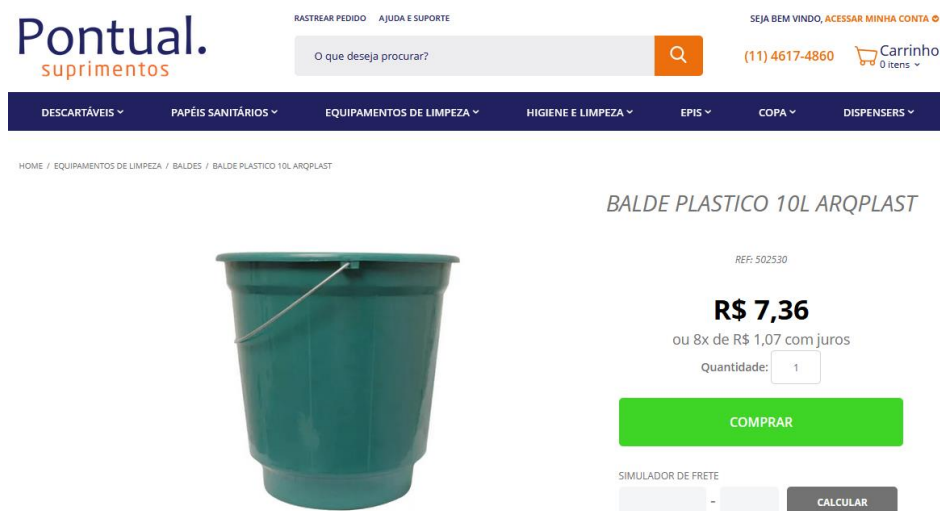 RASTREAR PEDIDO AJUDA E SUPORTE
SEJA BEM VINDO, ACESSAR MINHA CONTA
Pontual.
suprimentos
O que deseja procurar?
(11) 4617-4860
Carrinho
0 itens
DESCARTÁVEIS PAPÉIS SANITÁRIOS EQUIPAMENTOS DE LIMPEZA HIGIENE E LIMPEZA EPIS COPA DISPENSERS
HOME / EQUIPAMENTOS DE LIMPEZA / BALDES / BALDE PLASTICO 10L ARQPLAST
BALDE PLASTICO 10L ARQPLAST
REF: 502530
R$ 7,36
ou 8x de R$ 1,07 com juros
Quantidade: 1
COMPRAR
SIMULADOR DE FRETE
- CALCULAR